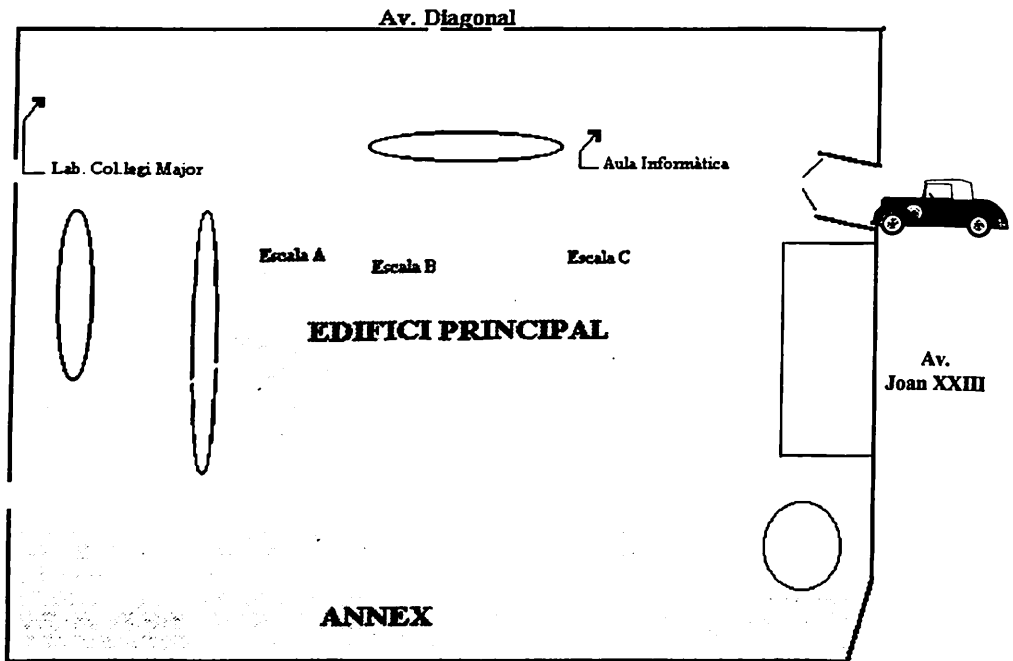 Av. Diagonal
Lab. Col.legi Major
Aula Informàtica
Escala A
Escala B
Escala C
EDIFICI PRINCIPAL
Av.
Joan XXIII
ANNEX